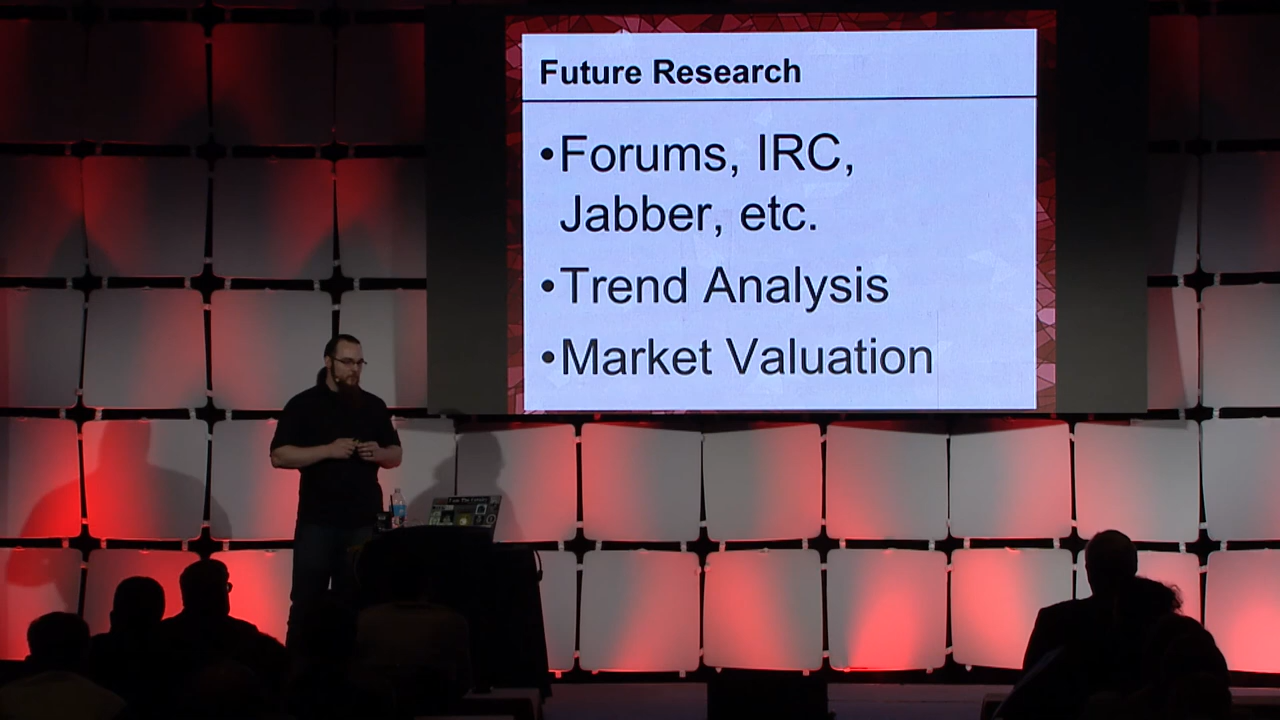 Future Research
•Forums, IRC,
Jabber, etc.
•Trend Analysis
•Market Valuation